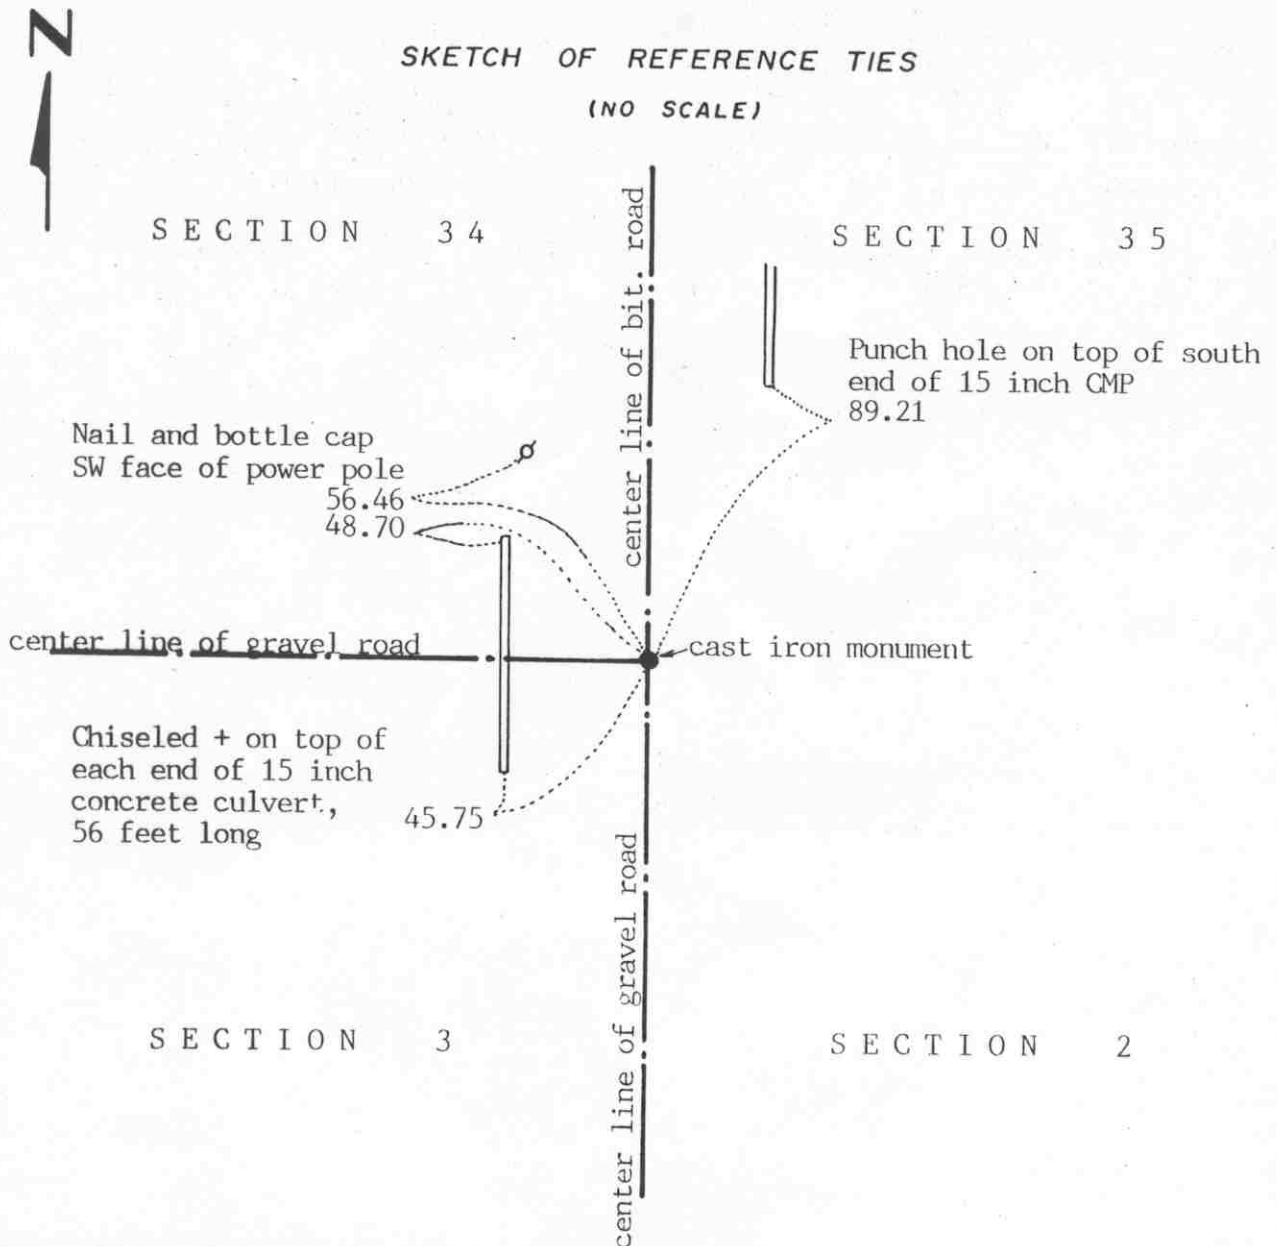 N
SKETCH OF REFERENCE TIES
(NO SCALE)
SECTION 34
SECTION 35
center line of bit. road
Punch hole on top of south
end of 15 inch CMP
89.21
Nail and bottle cap
SW face of power pole
56.46
48.70
center line of gravel road
cast iron monument
Chiseled + on top of
each end of 15 inch
concrete culvert,
56 feet long
45.75
center line of gravel road
SECTION 3
SECTION 2